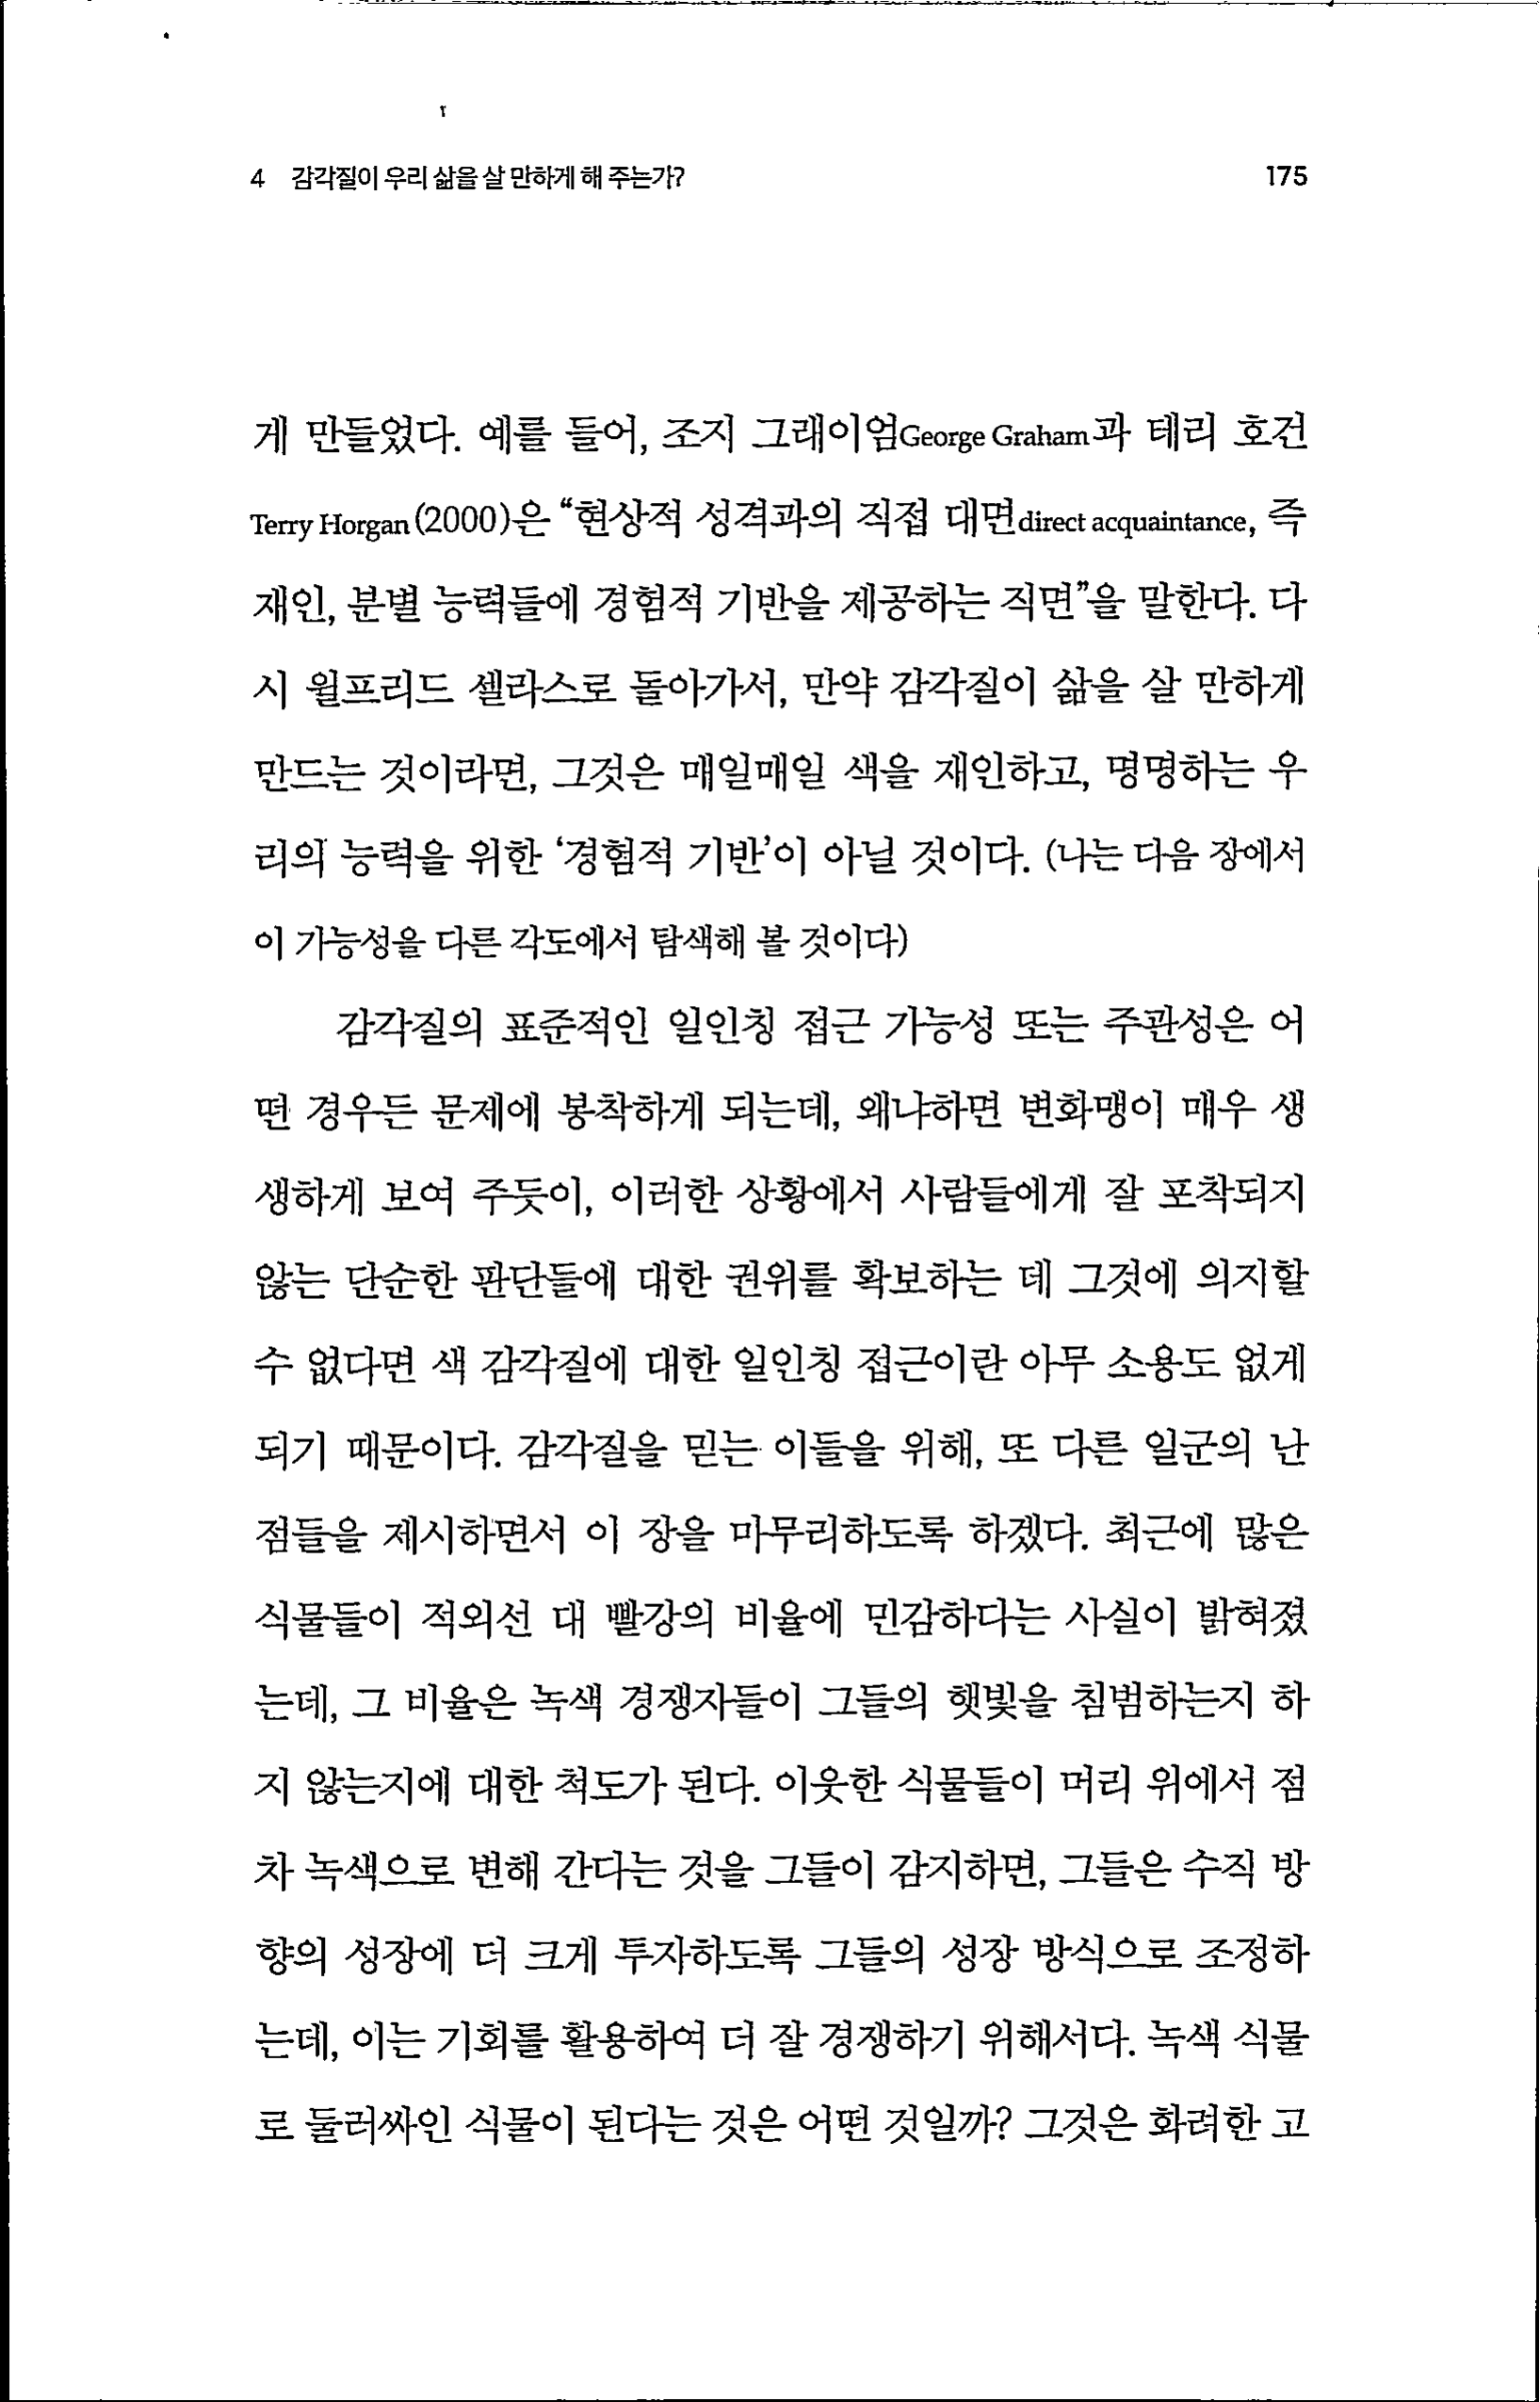 4 감각질이 우리 삶을 살 만하게 해 주는가?
175
게 만들었다. 예를 들어, 조지 그래이엄George Graham과 테리 호건
Terry Horgan(2000)은 “현상적 성격과의 직접 대면direct acquaintance, 즉
재인, 분별 능력들에 경험적 기반을 제공하는 직면”을 말한다. 다
시 윌프리드 셀라스로 돌아가서, 만약 감각질이 삶을 살 만하게
만드는 것이라면, 그것은 매일매일 색을 재인하고, 명명하는 우
리의 능력을 위한 ‘경험적 기반’이 아닐 것이다. (나는 다음 장에서
이 가능성을 다른 각도에서 탐색해 볼 것이다)
감각질의 표준적인 일인칭 접근 가능성 또는 주관성은 어
떤 경우든 문제에 봉착하게 되는데, 왜냐하면 변화맹이 매우 생
생하게 보여 주듯이, 이러한 상황에서 사람들에게 잘 포착되지
않는 단순한 판단들에 대한 권위를 확보하는 데 그것에 의지할
수 없다면 색 감각질에 대한 일인칭 접근이란 아무 소용도 없게
되기 때문이다. 감각질을 믿는 이들을 위해, 또 다른 일군의 난
점들을 제시하면서 이 장을 마무리하도록 하겠다. 최근에 많은
식물들이 적외선 대 빨강의 비율에 민감하다는 사실이 밝혀졌
는데, 그 비율은 녹색 경쟁자들이 그들의 햇빛을 침범하는지 하
지 않는지에 대한 척도가 된다. 이웃한 식물들이 머리 위에서 점
차 녹색으로 변해 간다는 것을 그들이 감지하면, 그들은 수직 방
향의 성장에 더 크게 투자하도록 그들의 성장 방식으로 조정하
는데, 이는 기회를 활용하여 더 잘 경쟁하기 위해서다. 녹색 식물
로 둘러싸인 식물이 된다는 것은 어떤 것일까? 그것은 화려한 고